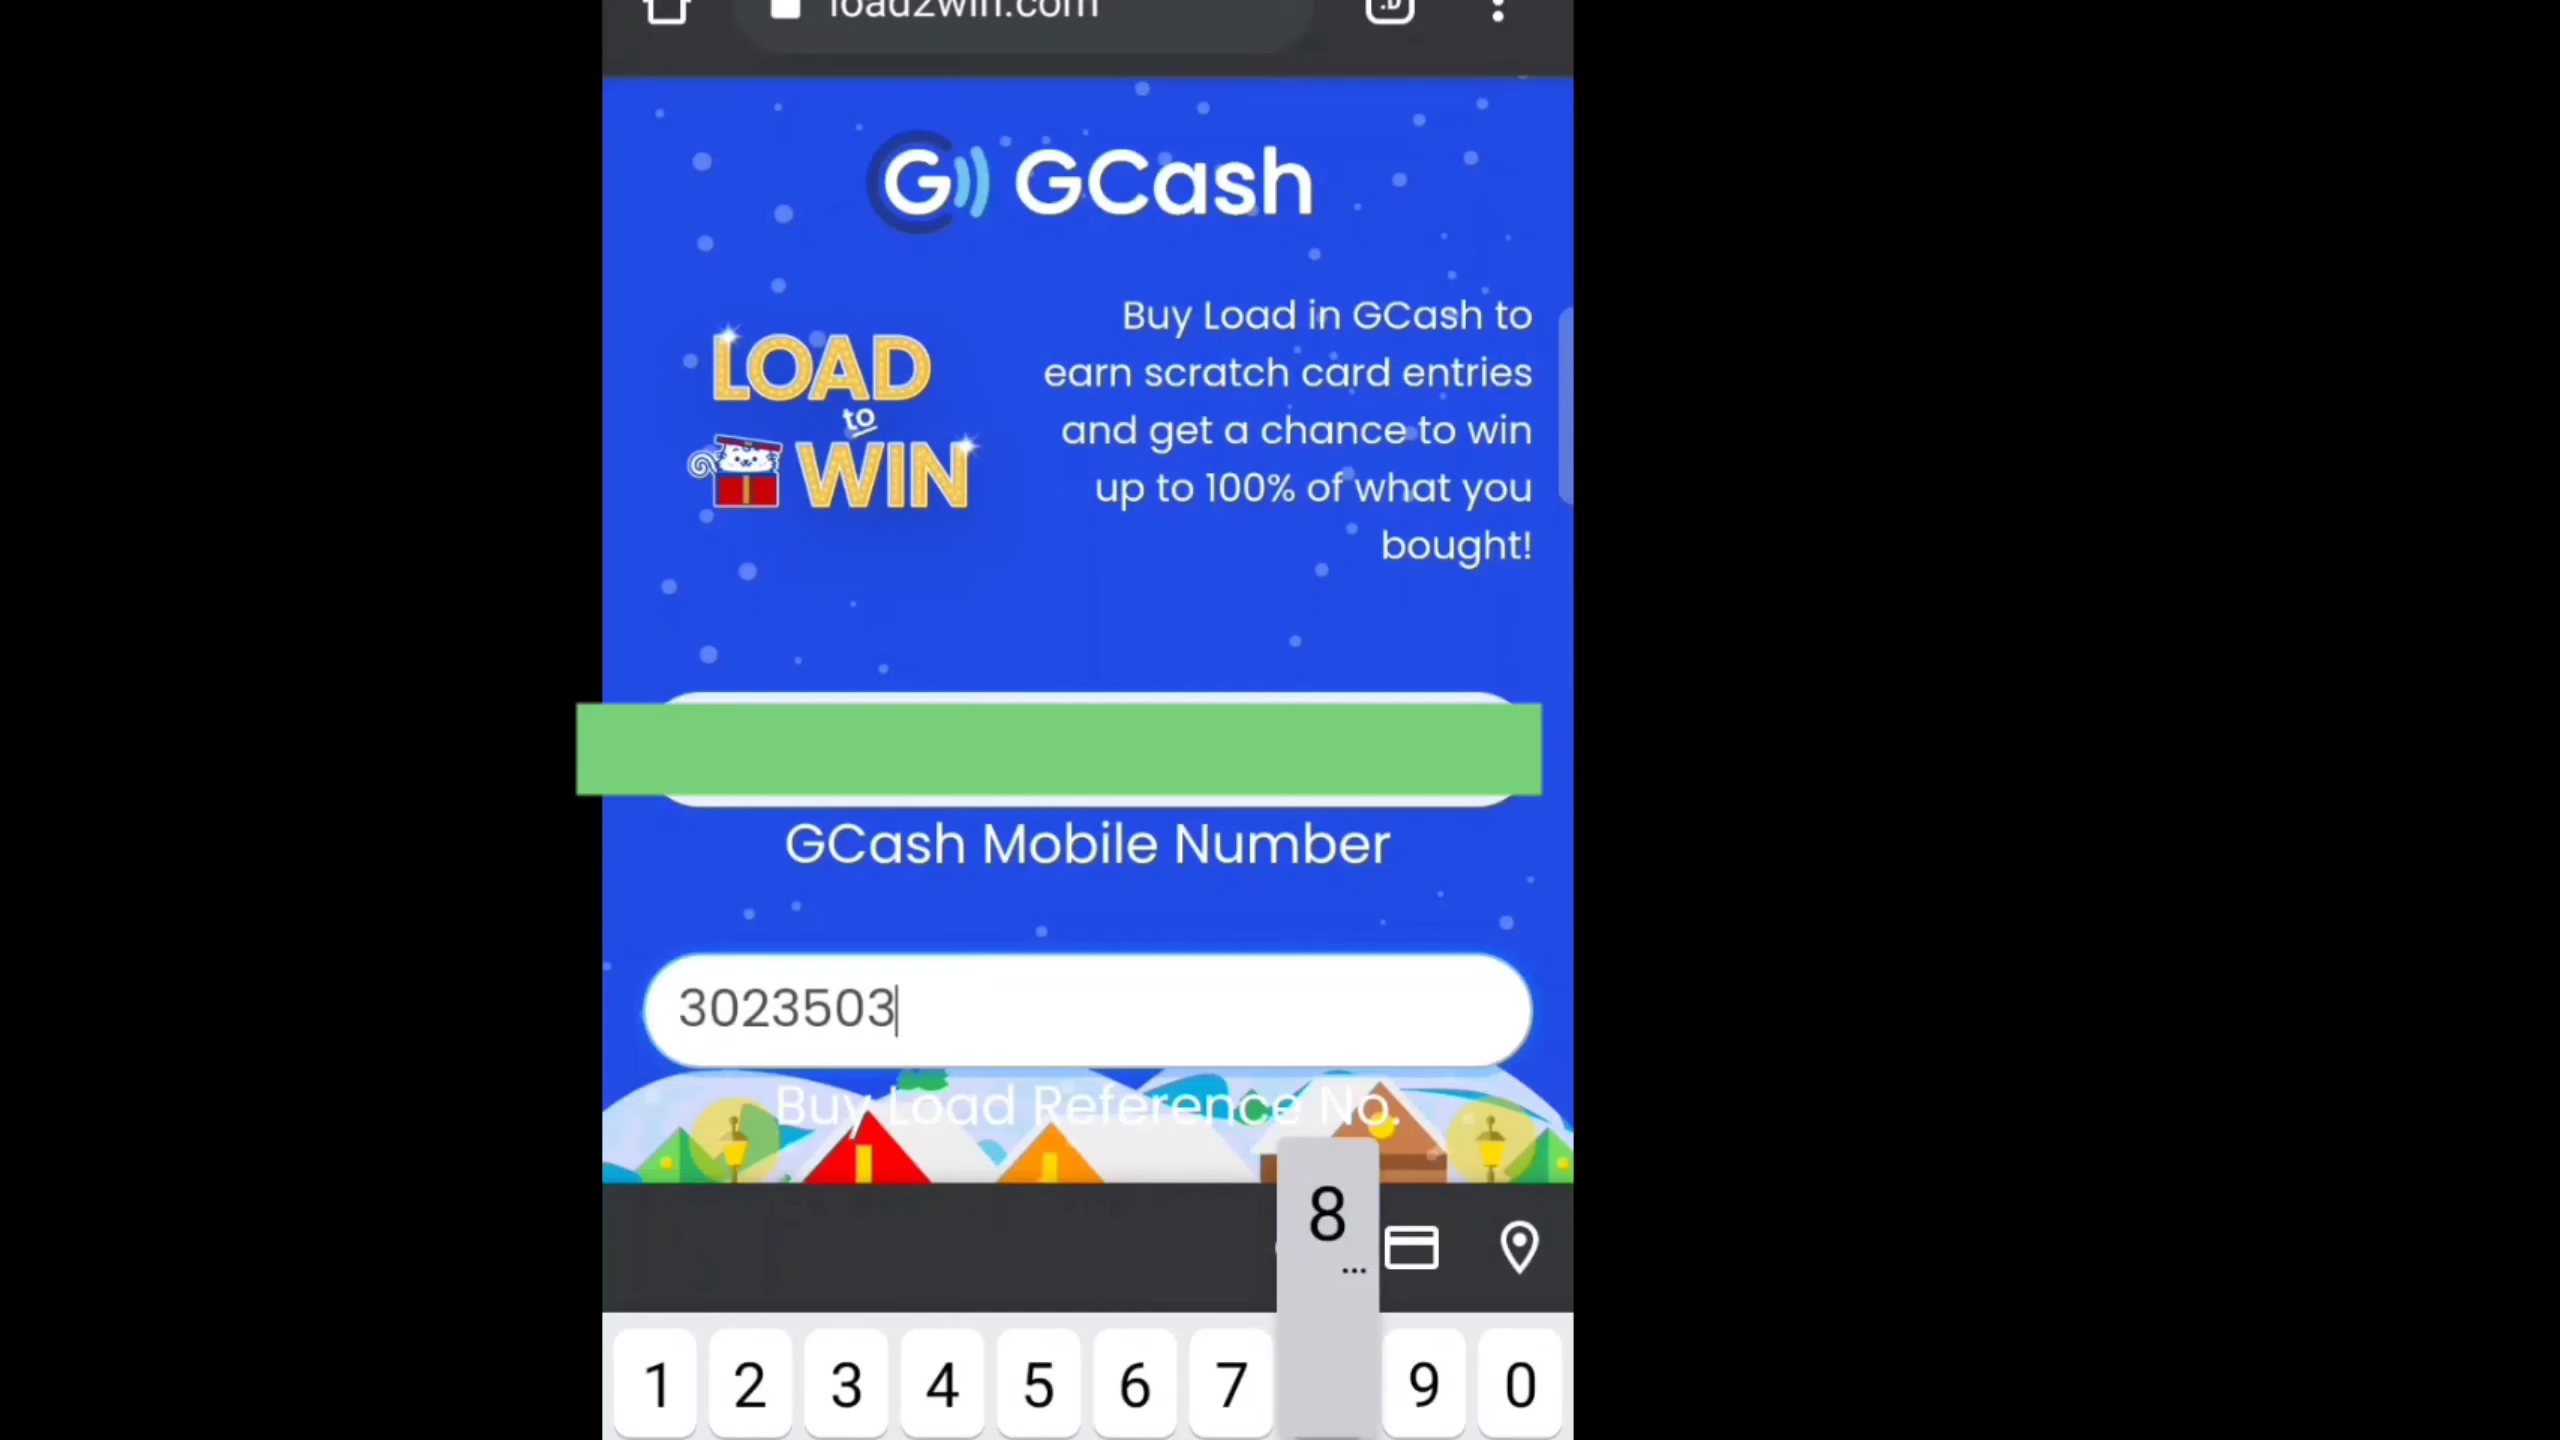 load2win.com
:D
G GCash
LOAD
to
WIN
Buy Load in GCash to
earn scratch card entries
and get a chance to win
up to 100% of what you
bought!
GCash Mobile Number
3023503
Buy Load Reference No.
8
...
1 2 3 4 5 6 7 9 0